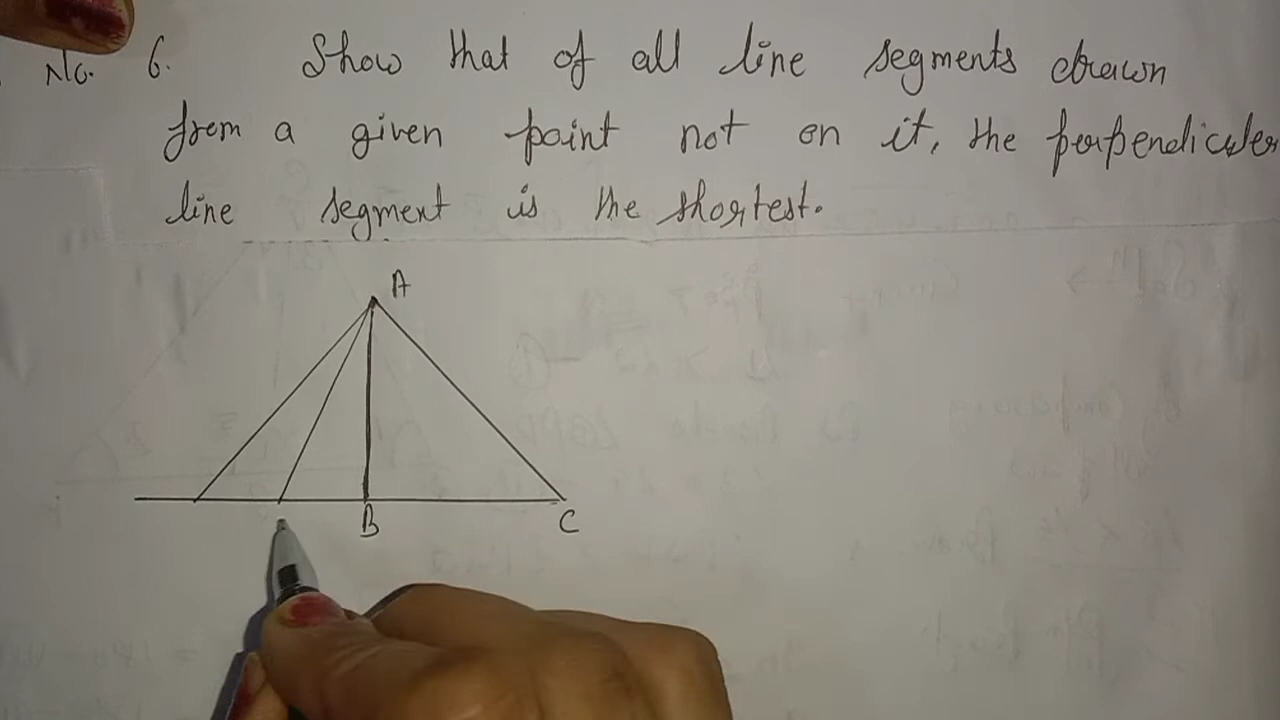 No. 6. Show that of all line segments drawn
from a given point not on it, the perpendicular
line segment is the shortest.
A
B C